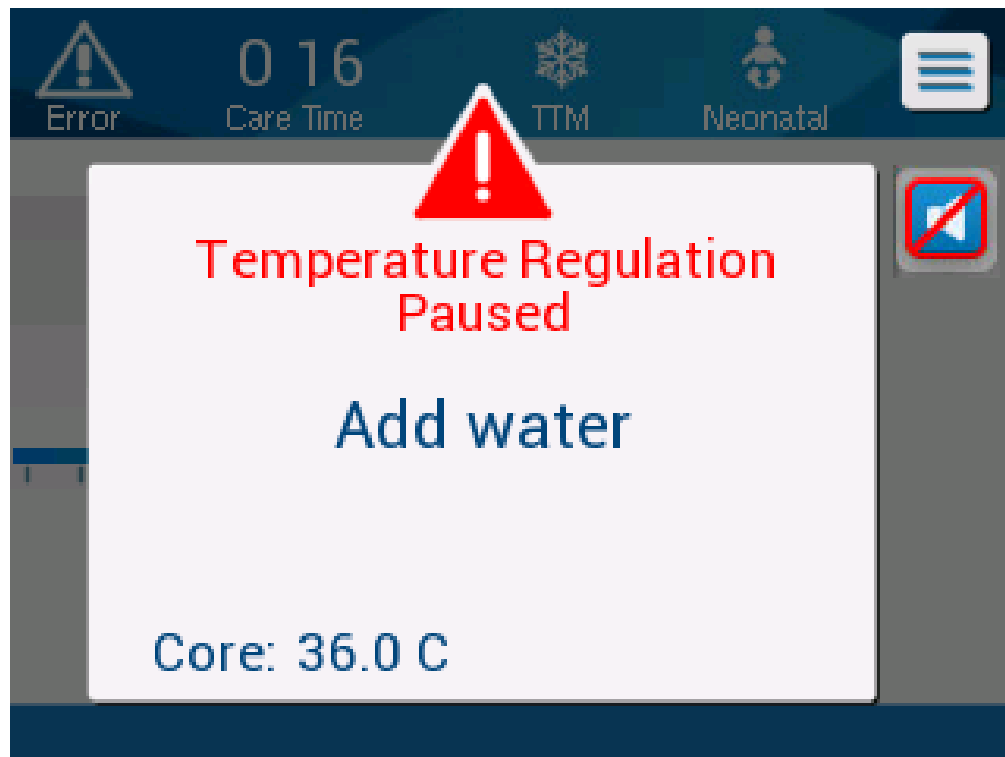 0 16
Error
Care Time
TTM
Neonatal
Temperature Regulation
Paused
Add water
Core: 36.0 C